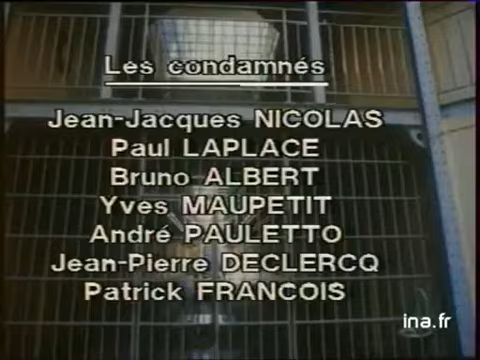 Les condamnés
Jean-Jacques NICOLAS
Paul LAPLACE
Bruno ALBERT
Yves MAUPETIT
André PAULETTO
Jean-Pierre DECLERCQ
Patrick FRANCOIS
ina.fr